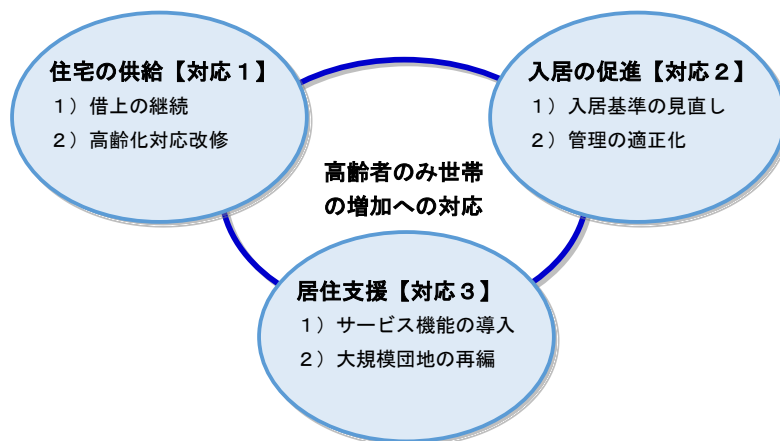 住宅の供給【対応1】
1）借上の継続
2）高齢化対応改修
入居の促進【対応2】
1）入居基準の見直し
2）管理の適正化
高齢者のみ世帯
の増加への対応
居住支援【対応3】
1）サービス機能の導入
2）大規模団地の再編